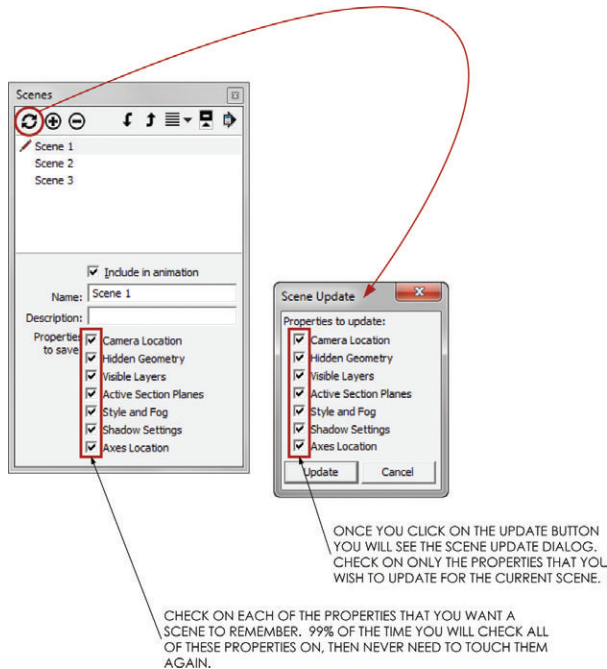 Scenes
Scene 1
Scene 2
Scene 3
Include in animation
Name: Scene 1
Description:
Properties
to save
Camera Location
Hidden Geometry
Visible Layers
Active Section Planes
Style and Fog
Shadow Settings
Axes Location
Scene Update
Properties to update:
Camera Location
Hidden Geometry
Visible Layers
Active Section Planes
Style and Fog
Shadow Settings
Axes Location
Update Cancel
ONCE YOU CLICK ON THE UPDATE BUTTON
YOU WILL SEE THE SCENE UPDATE DIALOG.
CHECK ON ONLY THE PROPERTIES THAT YOU
WISH TO UPDATE FOR THE CURRENT SCENE.
CHECK ON EACH OF THE PROPERTIES THAT YOU WANT A
SCENE TO REMEMBER. 99% OF THE TIME YOU WILL CHECK ALL
OF THESE PROPERTIES ON, THEN NEVER NEED TO TOUCH THEM
AGAIN.